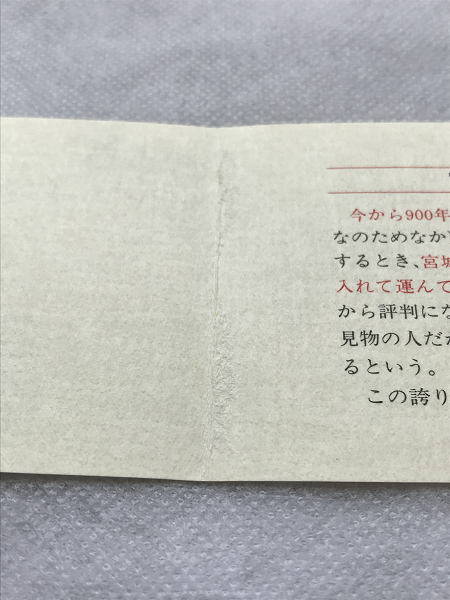 今から900年
なのためなか
するとき、宮城
入れて運んで
から評判にな
見物の人だか
るという。
この誇り